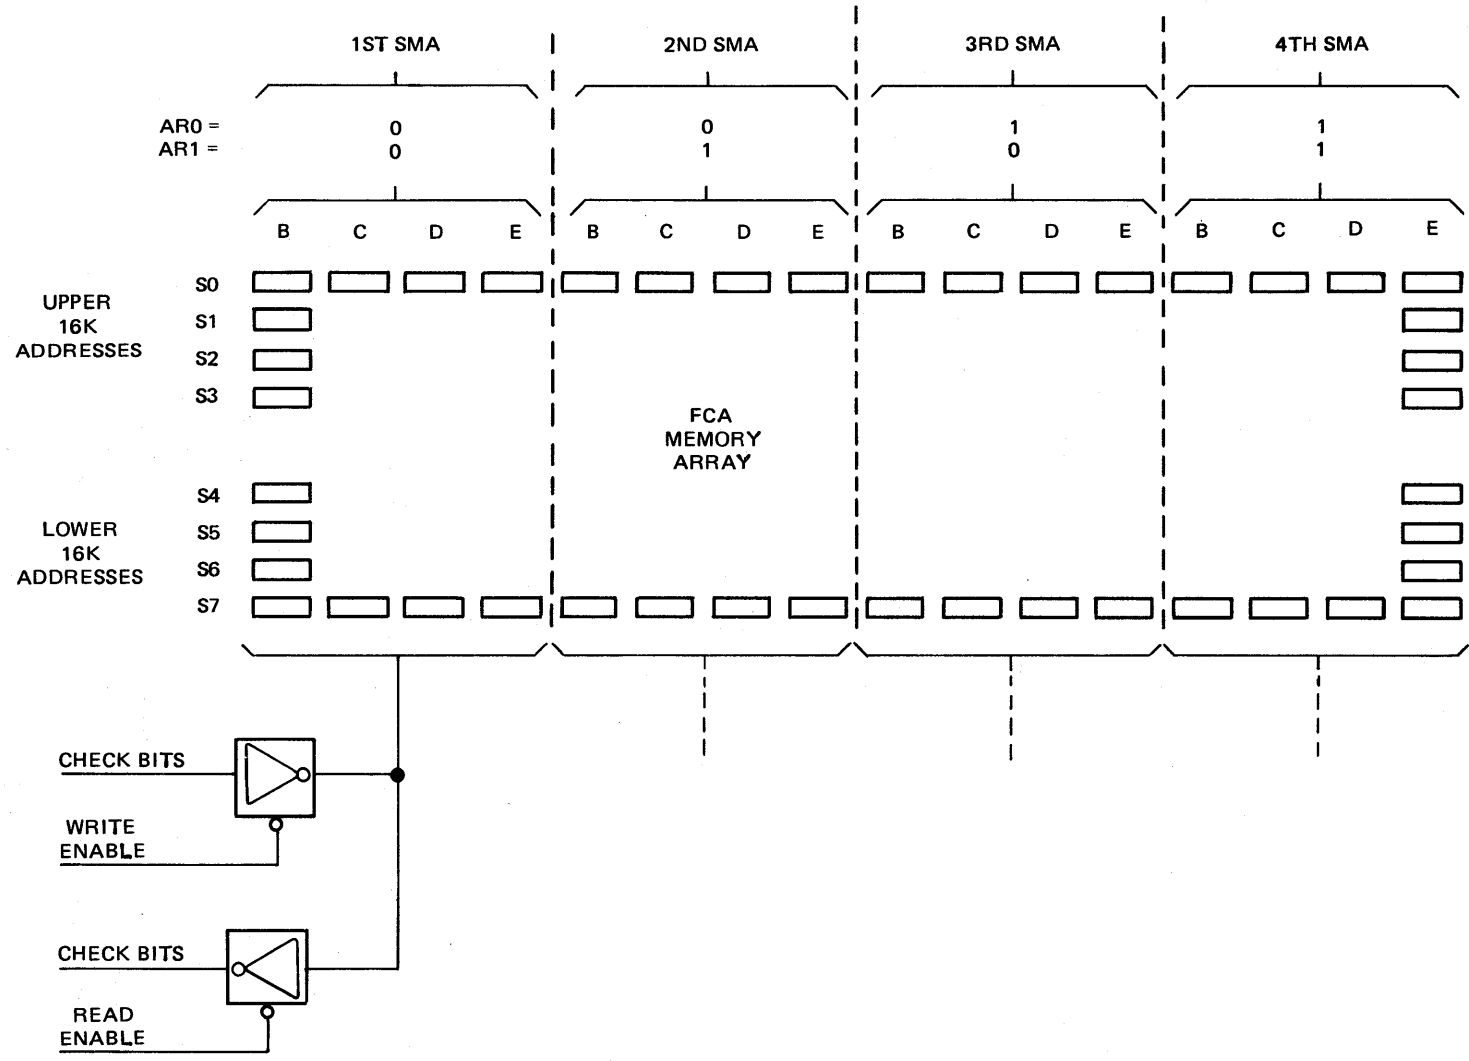 1ST SMA 2ND SMA 3RD SMA 4TH SMA
AR0 = 0 0 1 1
AR1 = 0 1 0 1
B C D E B C D E B C D E B C D E
S0
UPPER
16K
ADDRESSES
S1
S2
S3
FCA
MEMORY
ARRAY
S4
LOWER
16K
ADDRESSES
S5
S6
S7
CHECK BITS
WRITE
ENABLE
CHECK BITS
READ
ENABLE